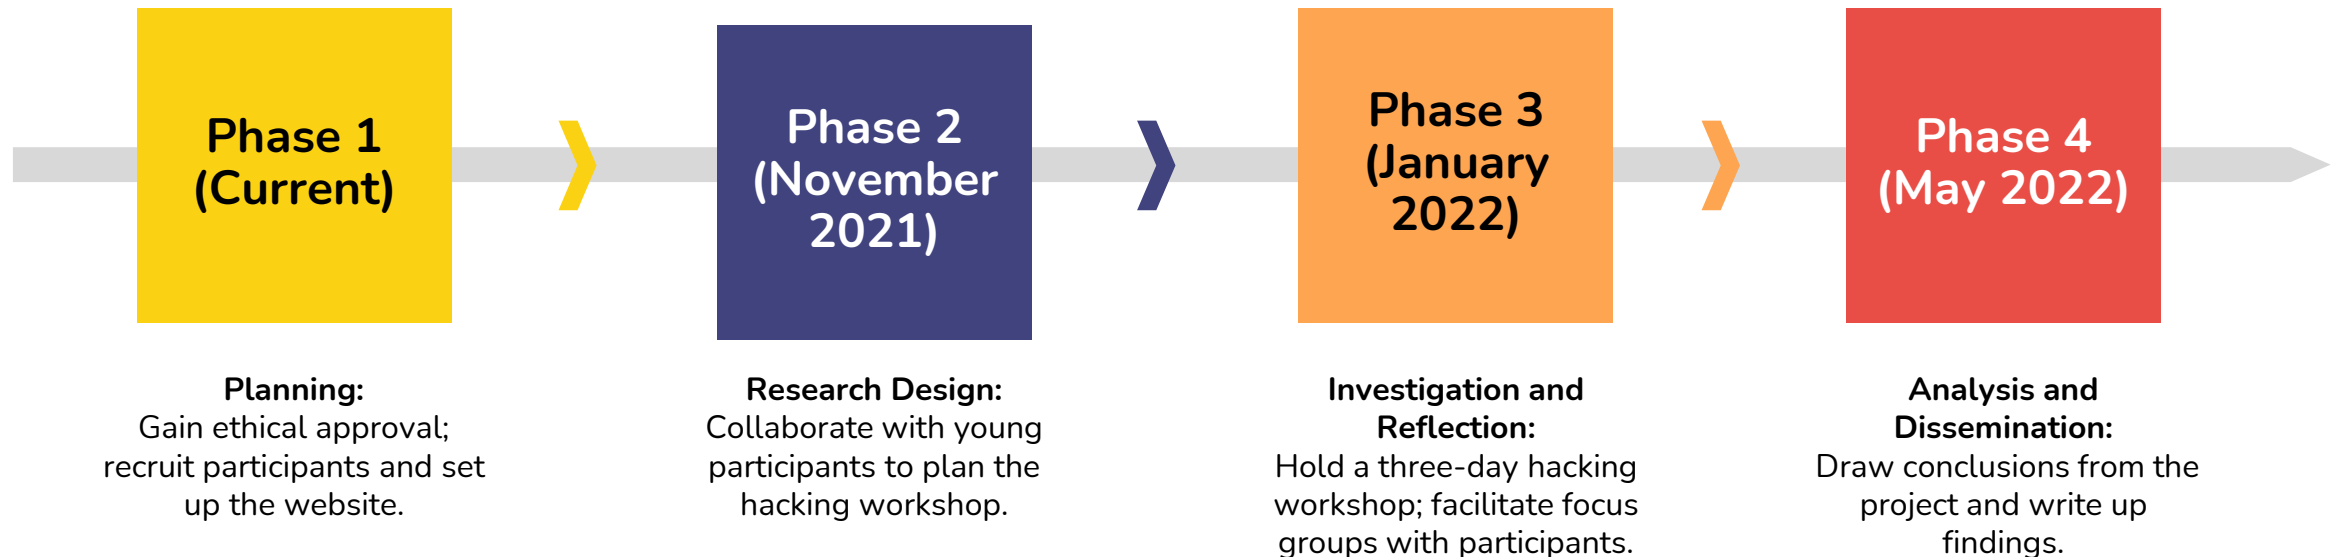 Phase 1
(Current)
Phase 2
(November
2021)
Phase 3
(January
2022)
Phase 4
(May 2022)
Planning:
Gain ethical approval;
recruit participants and set
up the website.
Research Design:
Collaborate with young
participants to plan the
hacking workshop.
Investigation and
Reflection:
Hold a three-day hacking
workshop; facilitate focus
groups with participants.
Analysis and
Dissemination:
Draw conclusions from the
project and write up
findings.